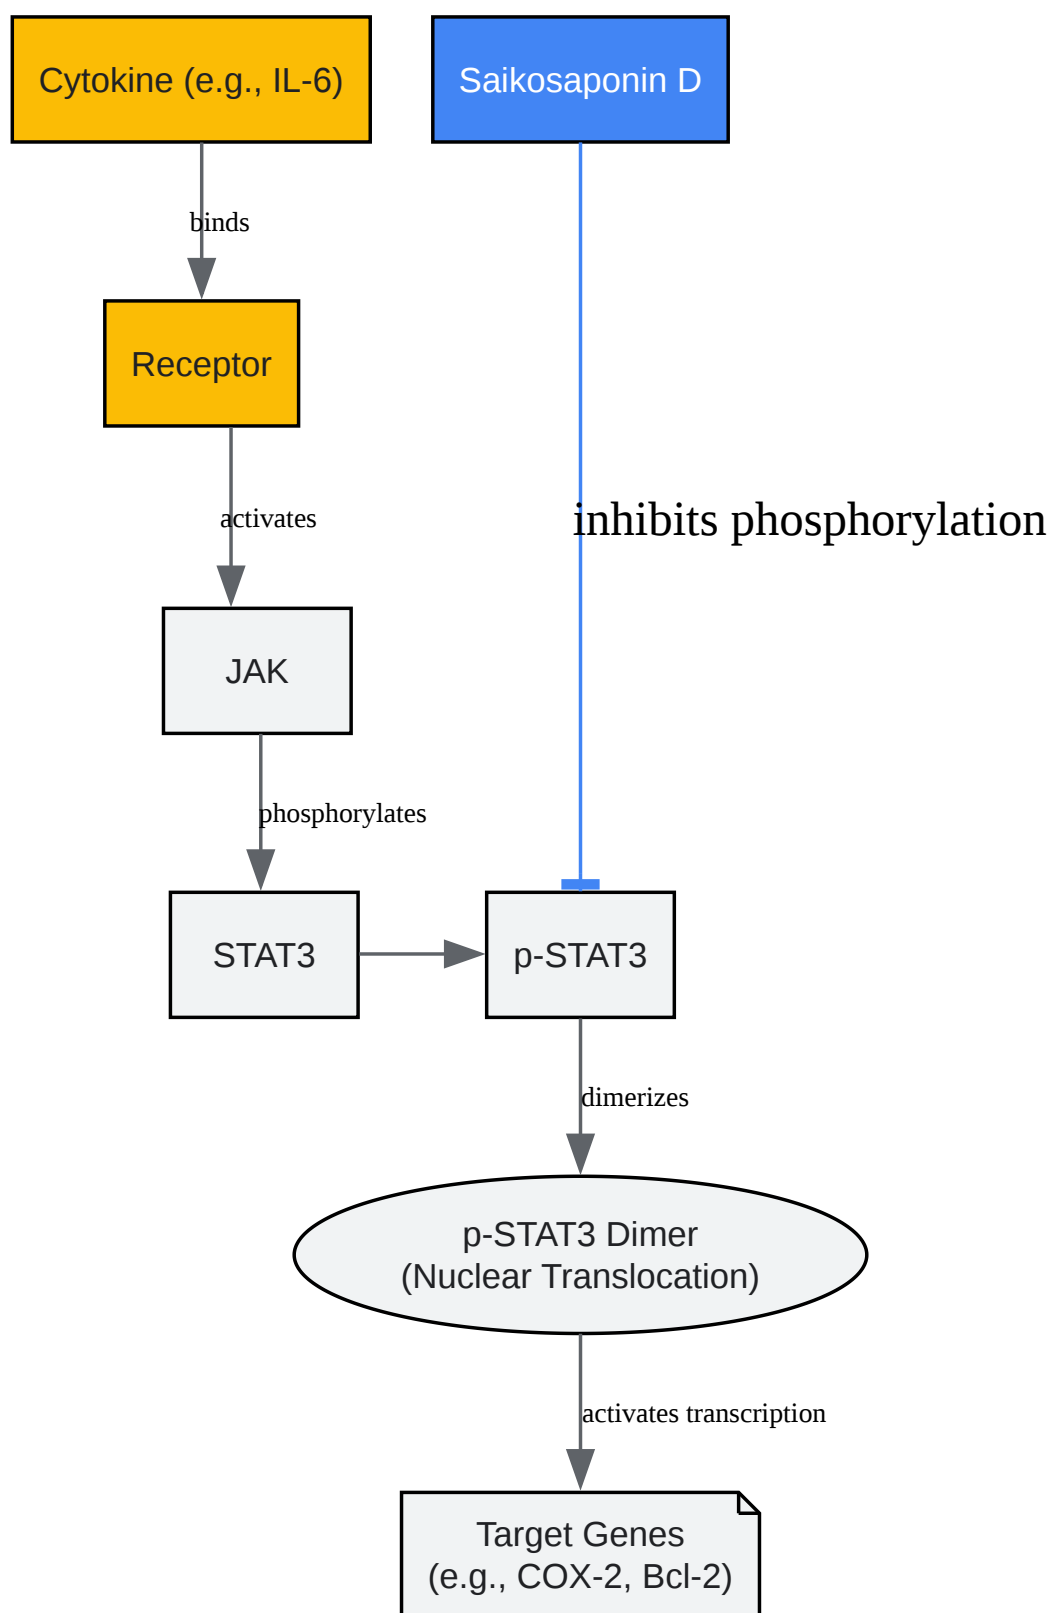 Cytokine (e.g., IL-6)
Saikosaponin D
binds
Receptor
activates
inhibits phosphorylation
JAK
phosphorylates
STAT3
p-STAT3
dimerizes
p-STAT3 Dimer
(Nuclear Translocation)
activates transcription
Target Genes
(e.g., COX-2, Bcl-2)